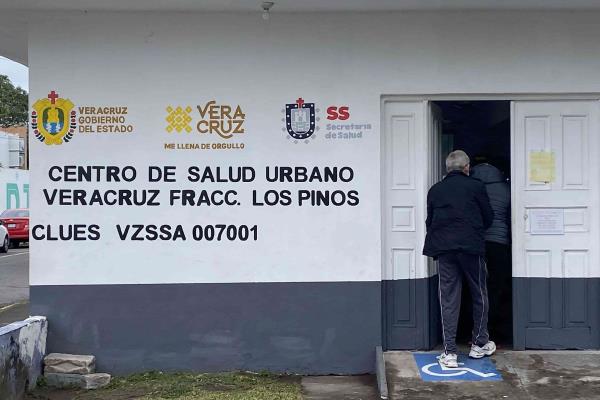 VERACRUZ
GOBIERNO
DEL ESTADO
VERA
CRUZ
ME LLENA DE ORGULLO
SS
Secretaría
de Salud
CENTRO DE SALUD URBANO
VERACRUZ FRACC. LOS PINOS
CLUES VZSSA 007001